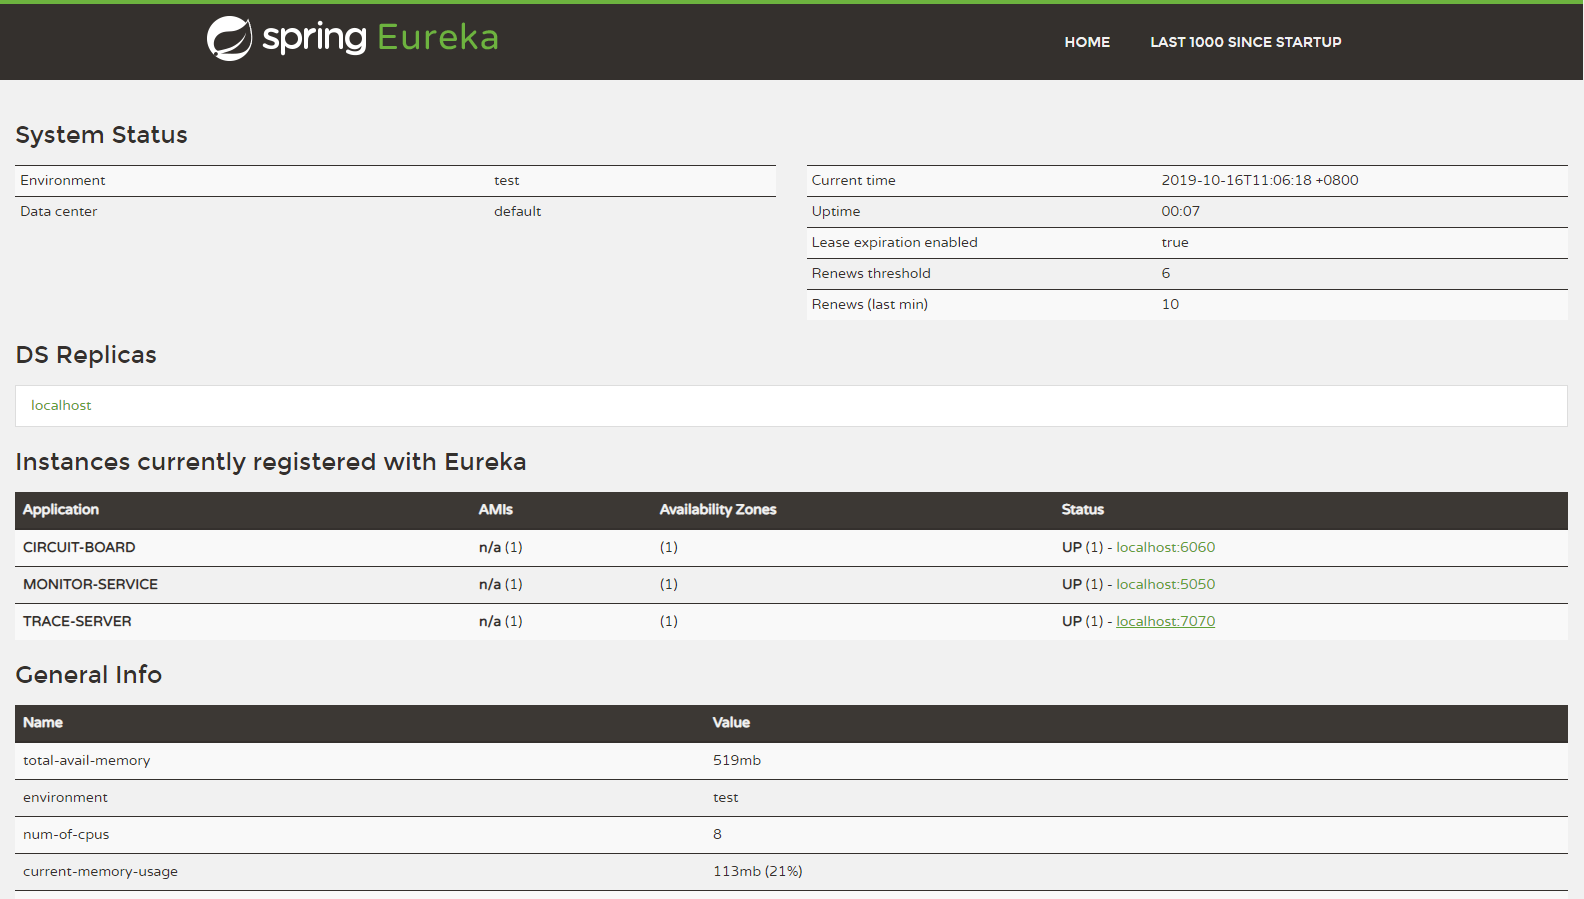 spring Eureka
HOME LAST 1000 SINCE STARTUP
System Status
Environment test
Data center default
Current time 2019-10-16T11:06:18 +0800
Uptime 00:07
Lease expiration enabled true
Renews threshold 6
Renews (last min) 10
DS Replicas
localhost
Instances currently registered with Eureka
Application AMIs Availability Zones Status
CIRCUIT-BOARD n/a (1) (1) UP (1) - localhost:6060
MONITOR-SERVICE n/a (1) (1) UP (1) - localhost:5050
TRACE-SERVER n/a (1) (1) UP (1) - localhost:7070
General Info
Name Value
total-avail-memory 519mb
environment test
num-of-cpus 8
current-memory-usage 113mb (21%)